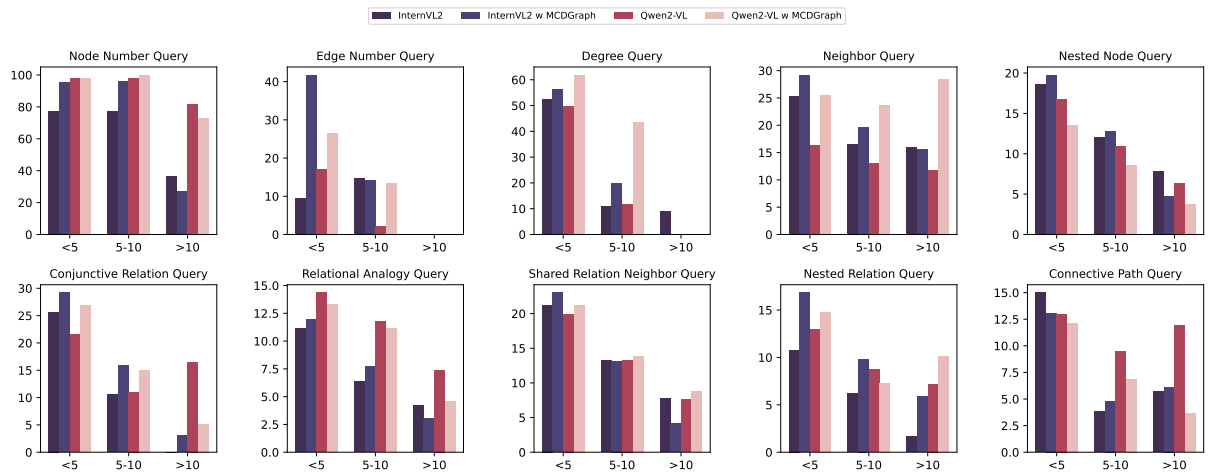 InternVL2 InternVL2 w MCDGraph Qwen2-VL Qwen2-VL w MCDGraph
Node Number Query
100
80
60
40
20
0
<5 5-10 >10
Edge Number Query
40
30
20
10
0
<5 5-10 >10
Degree Query
60
50
40
30
20
10
0
<5 5-10 >10
Neighbor Query
30
25
20
15
10
5
0
<5 5-10 >10
Nested Node Query
20
15
10
5
0
<5 5-10 >10
Conjunctive Relation Query
30
25
20
15
10
5
0
<5 5-10 >10
Relational Analogy Query
15.0
12.5
10.0
7.5
5.0
2.5
0.0
<5 5-10 >10
Shared Relation Neighbor Query
25
20
15
10
5
0
<5 5-10 >10
Nested Relation Query
15
10
5
0
<5 5-10 >10
Connective Path Query
15.0
12.5
10.0
7.5
5.0
2.5
0.0
<5 5-10 >10